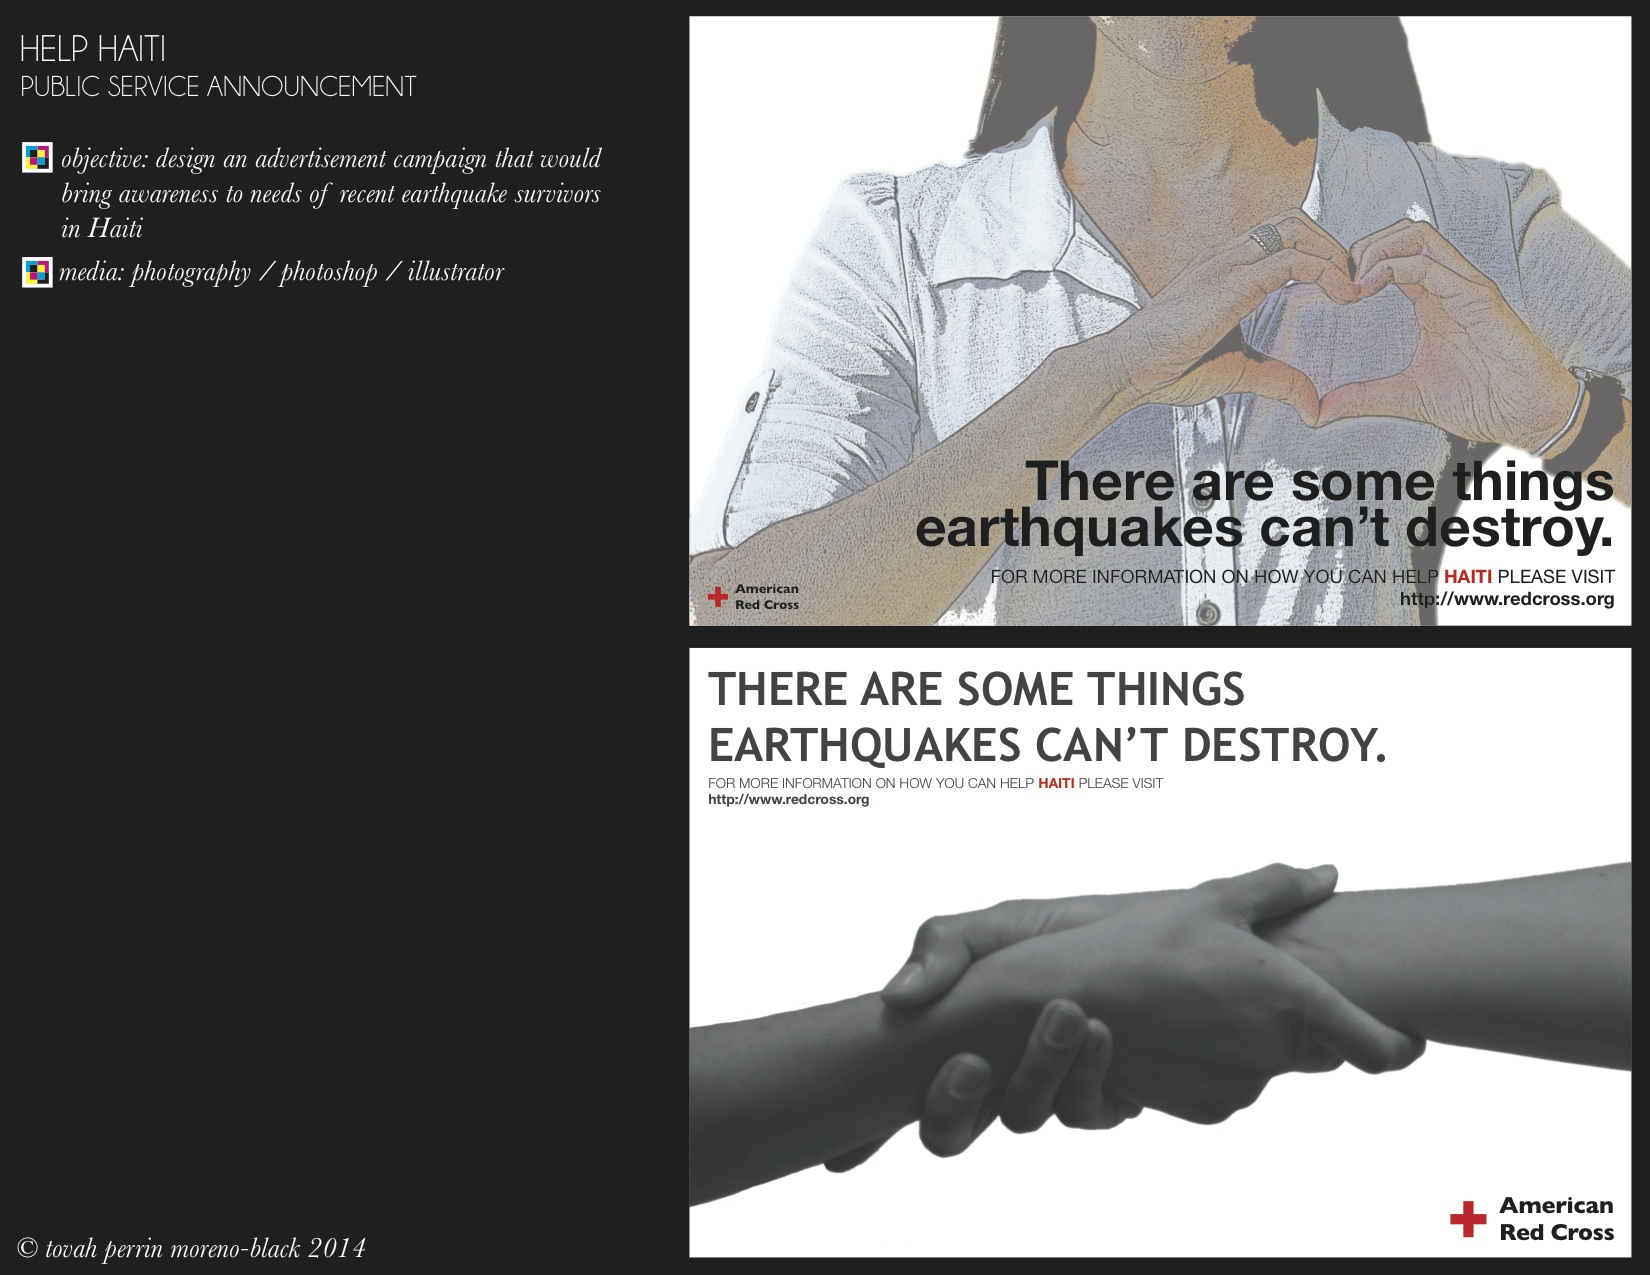 HELP HAITI
PUBLIC SERVICE ANNOUNCEMENT
objective: design an advertisement campaign that would
bring awareness to needs of recent earthquake survivors
in Haiti
media: photography / photoshop / illustrator
© tovah perrin moreno-black 2014
There are some things
earthquakes can’t destroy.
FOR MORE INFORMATION ON HOW YOU CAN HELP HAITI PLEASE VISIT
http://www.redcross.org
American
Red Cross
THERE ARE SOME THINGS
EARTHQUAKES CAN’T DESTROY.
FOR MORE INFORMATION ON HOW YOU CAN HELP HAITI PLEASE VISIT
http://www.redcross.org
American
Red Cross